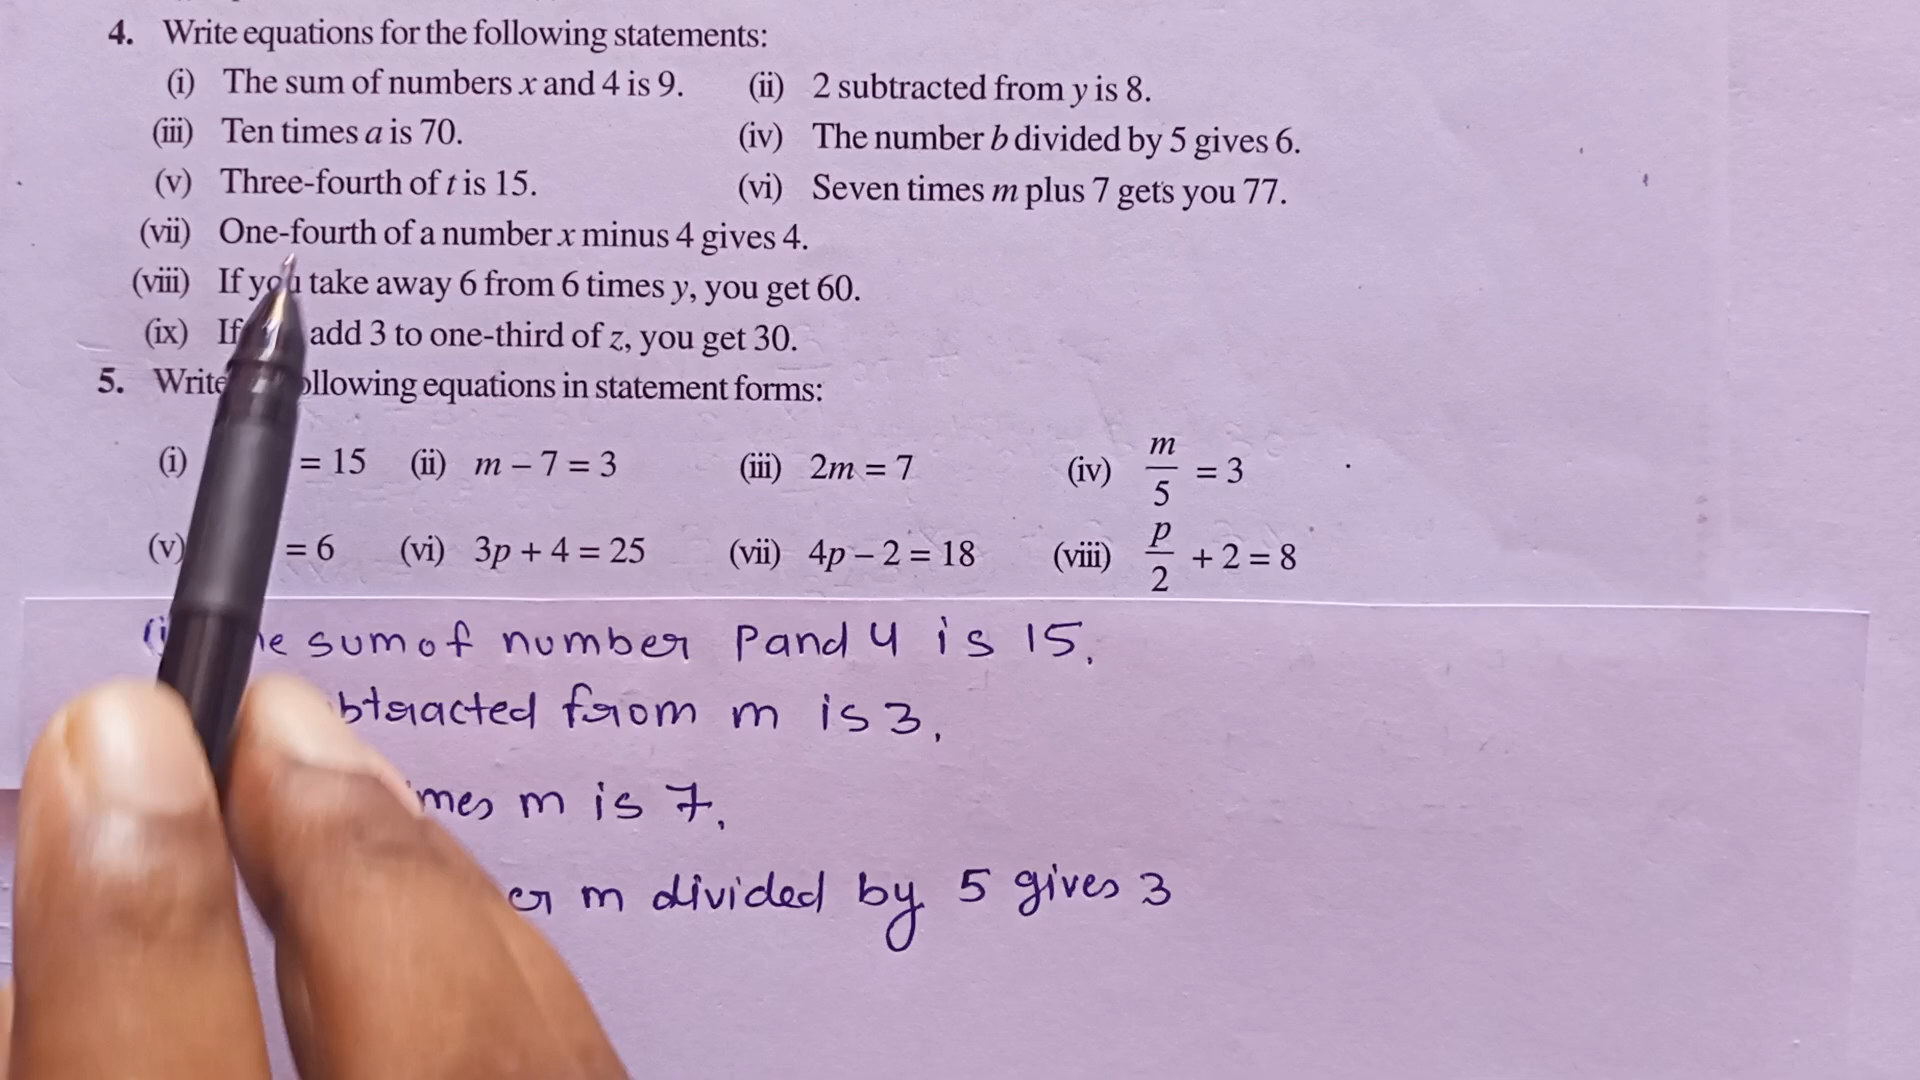 4. Write equations for the following statements:
(i) The sum of numbers x and 4 is 9. (ii) 2 subtracted from y is 8.
(iii) Ten times a is 70. (iv) The number b divided by 5 gives 6.
(v) Three-fourth of t is 15. (vi) Seven times m plus 7 gets you 77.
(vii) One-fourth of a number x minus 4 gives 4.
(viii) If you take away 6 from 6 times y, you get 60.
(ix) If add 3 to one-third of z, you get 30.
5. Write following equations in statement forms:
(i) = 15 (ii) m – 7 = 3 (iii) 2m = 7 (iv) m/5 = 3
(v) = 6 (vi) 3p + 4 = 25 (vii) 4p – 2 = 18 (viii) p/2 + 2 = 8
sum of number P and 4 is 15.
from m is 3,
m is 7,
m divided by 5 gives 3